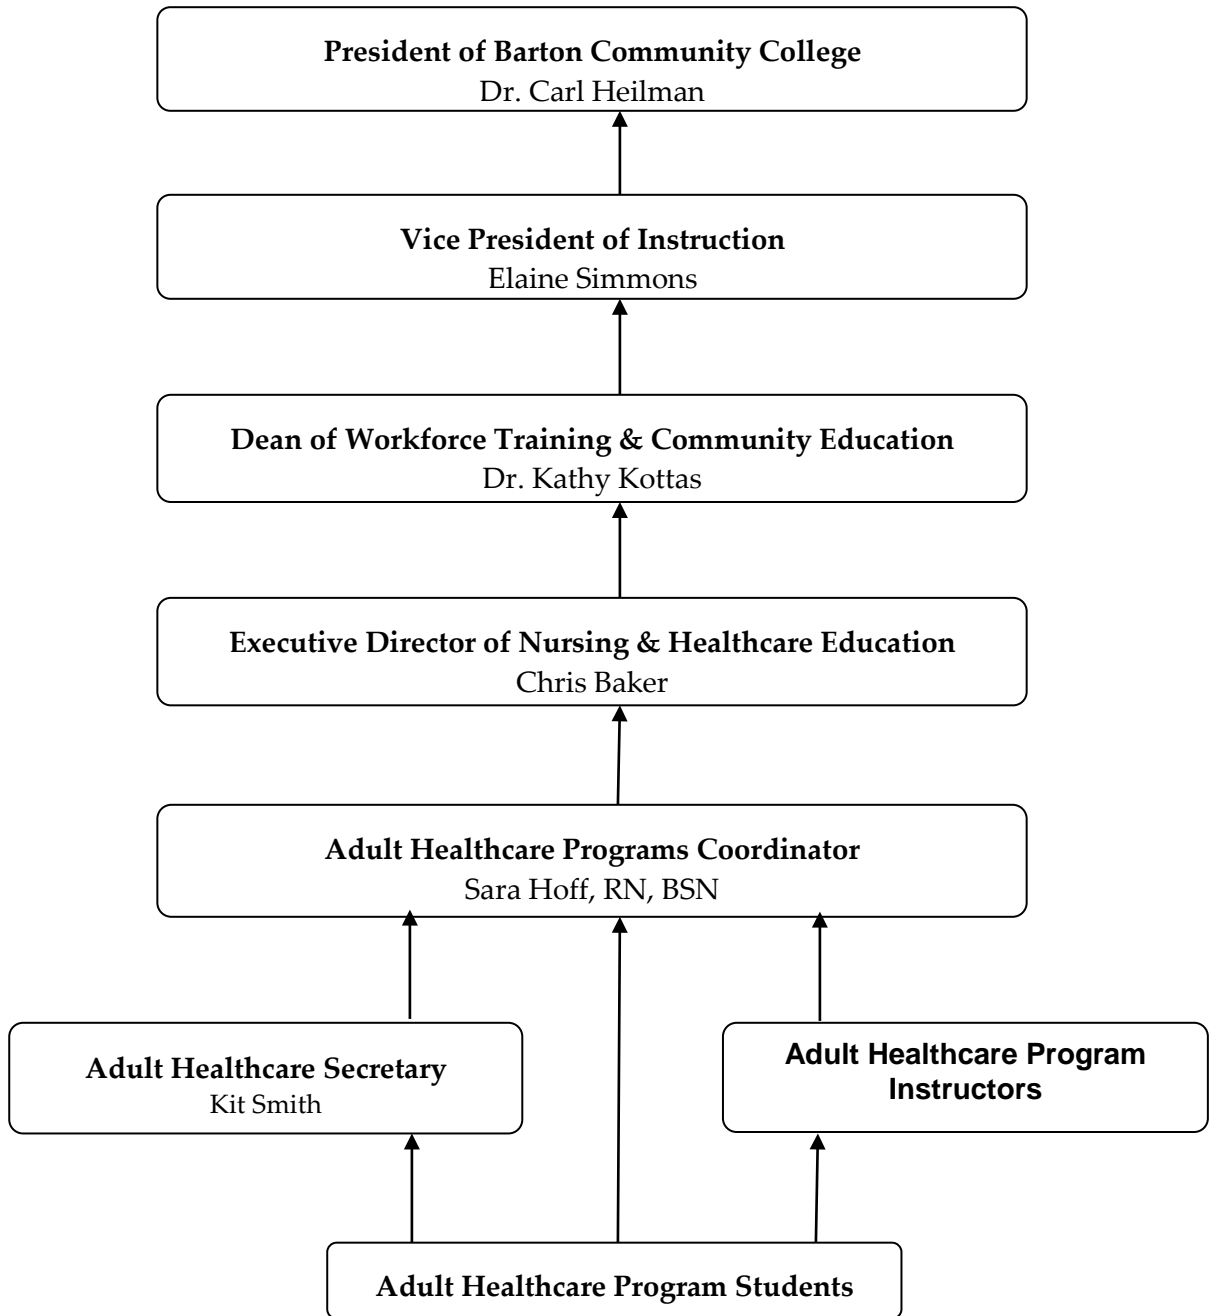 President of Barton Community College
Dr. Carl Heilman
Vice President of Instruction
Elaine Simmons
Dean of Workforce Training & Community Education
Dr. Kathy Kottas
Executive Director of Nursing & Healthcare Education
Chris Baker
Adult Healthcare Programs Coordinator
Sara Hoff, RN, BSN
Adult Healthcare Secretary
Kit Smith
Adult Healthcare Program
Instructors
Adult Healthcare Program Students